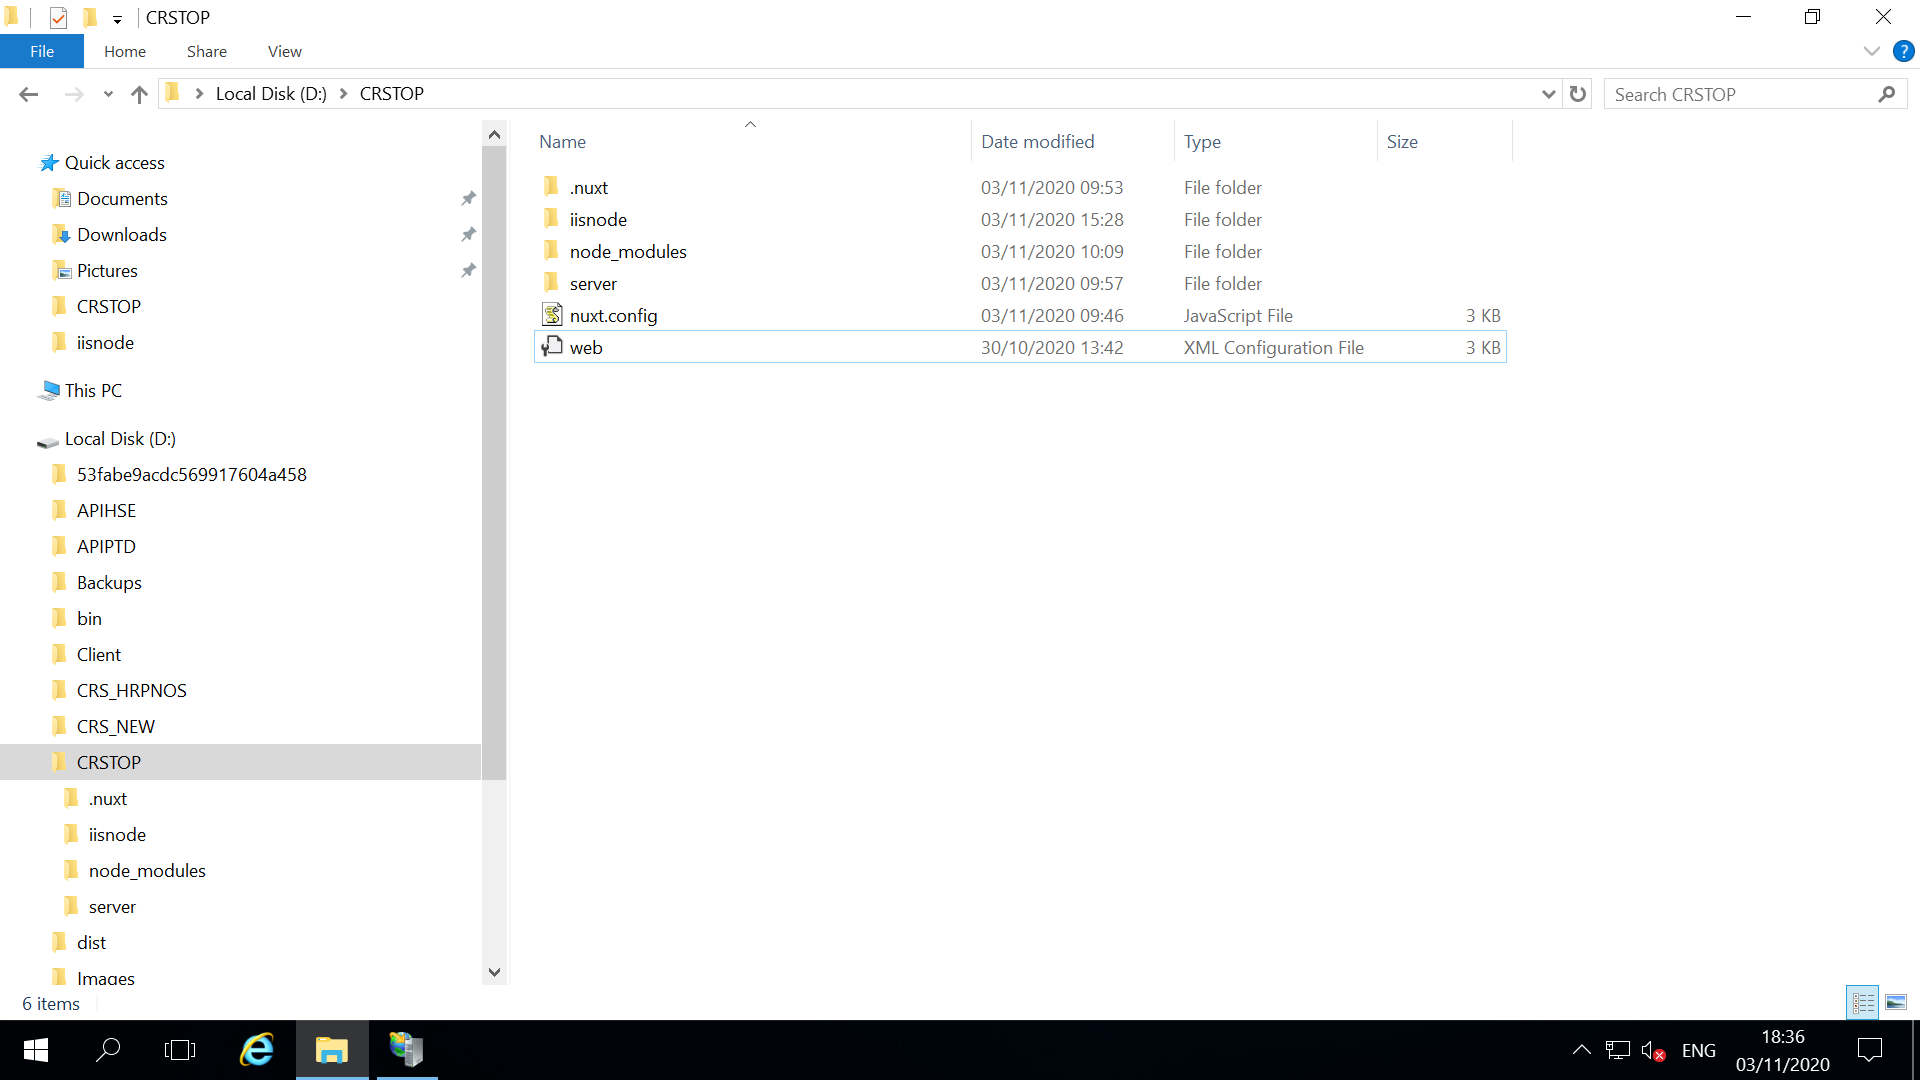 CRSTOP
File Home Share View
Local Disk (D:) CRSTOP
Search CRSTOP
Name Date modified Type Size
Quick access
Documents
Downloads
Pictures
CRSTOP
iisnode
This PC
Local Disk (D:)
53fabe9acdc569917604a458
APIHSE
APIPTD
Backups
bin
Client
CRS_HRPNOS
CRS_NEW
CRSTOP
.nuxt
iisnode
node_modules
server
dist
Images
.nuxt 03/11/2020 09:53 File folder
iisnode 03/11/2020 15:28 File folder
node_modules 03/11/2020 10:09 File folder
server 03/11/2020 09:57 File folder
nuxt.config 03/11/2020 09:46 JavaScript File 3 KB
web 30/10/2020 13:42 XML Configuration File 3 KB
6 items
ENG
18:36
03/11/2020